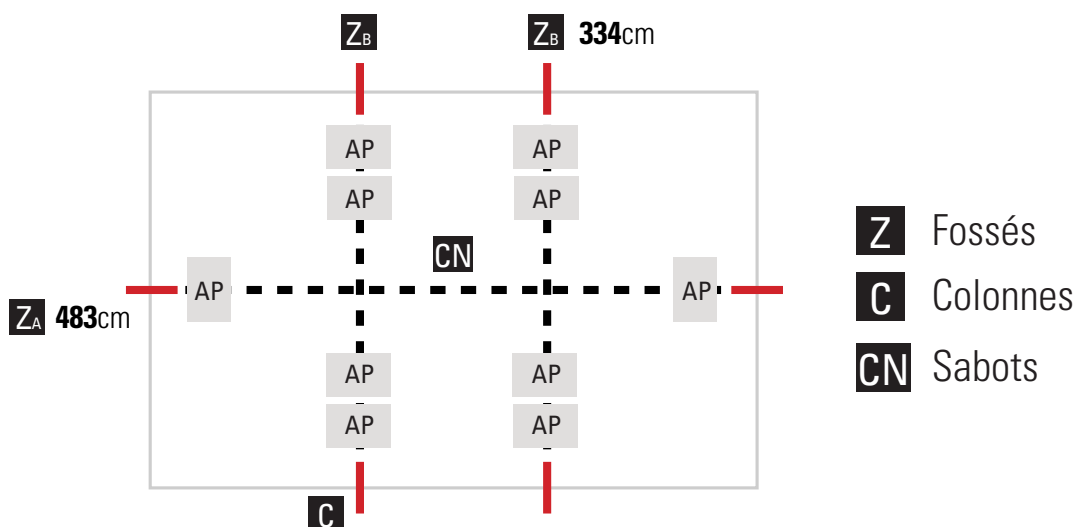 ZB ZB 334cm
AP AP
AP AP
CN
AP AP
ZA 483cm
AP AP
AP AP
C
Z Fossés
C Colonnes
CN Sabots